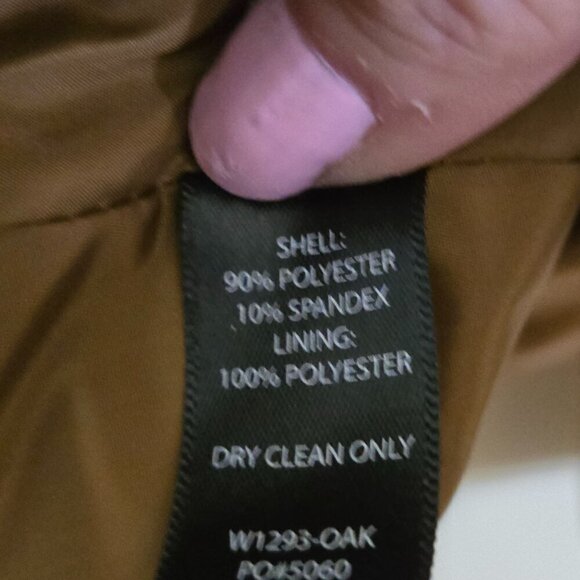 SHELL:
90% POLYESTER
10% SPANDEX
LINING:
100% POLYESTER
DRY CLEAN ONLY
W1293-OAK
PO#5060